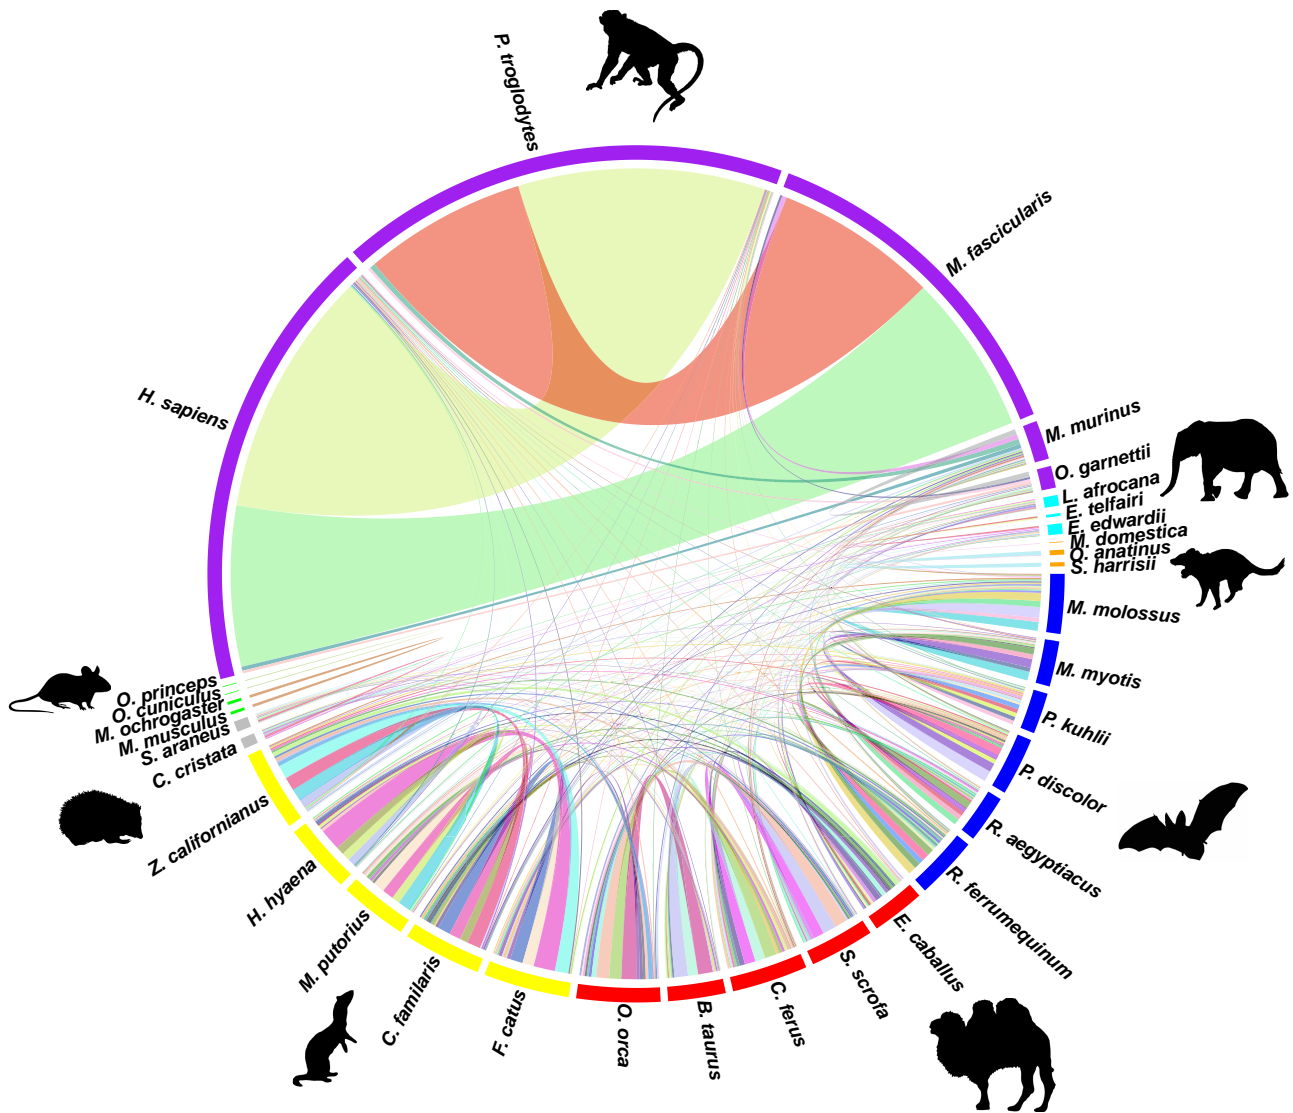 P. troglodytes
M. fascicularis
H. sapiens
M. murinus
O. garnettii
L. afrocana
E. telfairi
E. edwardii
M. domestica
O. anatinus
S. harrisii
M. molossus
M. myotis
P. kuhlii
P. discolor
R. aegyptiacus
R. ferrumequinum
E. caballus
S. scrofa
C. ferus
B. taurus
O. orca
F. catus
C. familaris
M. putorius
H. hyaena
Z. californianus
C. cristata
S. araneus
M. musculus
M. ochrogaster
O. cuniculus
O. princeps